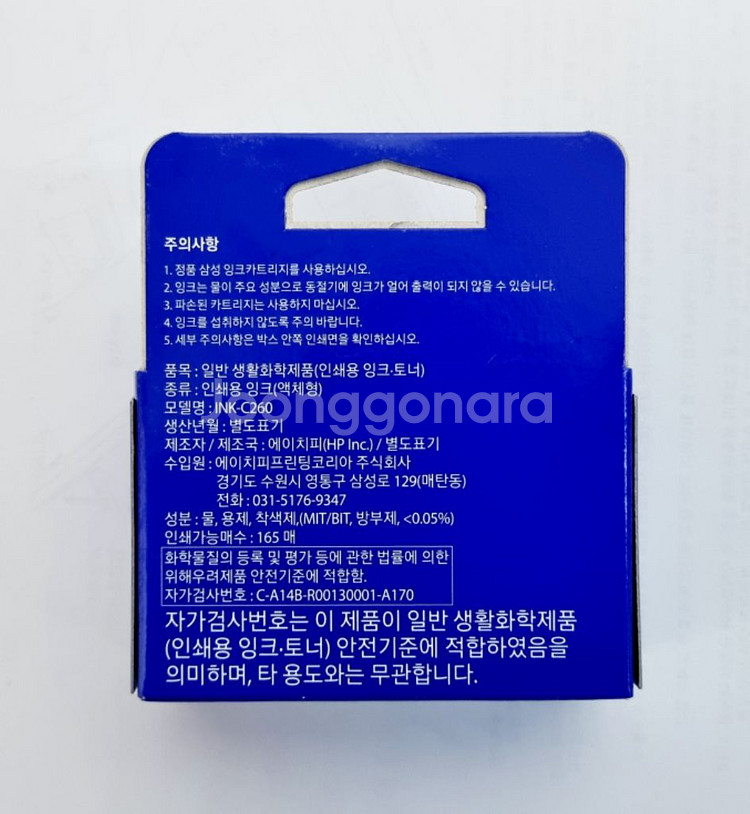 주의사항
1. 정품 삼성 잉크카트리지를 사용하십시오.
2. 잉크는 물이 주요 성분으로 동절기에 잉크가 얼어 출력이 되지 않을 수 있습니다.
3. 파손된 카트리지는 사용하지 마십시오.
4. 잉크를 섭취하지 않도록 주의 바랍니다.
5. 세부 주의사항은 박스 안쪽 인쇄면을 확인하십시오.
품목 : 일반 생활화학제품(인쇄용 잉크·토너)
종류 : 인쇄용 잉크(액체형)
모델명 : INK-C260
Joonggonara
생산년월 : 별도표기
제조자 / 제조국 : 에이치피(HP Inc.) / 별도표기
수입원 : 에이치피프린팅코리아 주식회사
경기도 수원시 영통구 삼성로 129(매탄동)
전화 : 031-5176-9347
성분 : 물, 용제, 착색제,(MIT/BIT, 방부제, <0.05%)
인쇄가능매수 : 165 매
화학물질의 등록 및 평가 등에 관한 법률에 의한
위해우려제품 안전기준에 적합함.
자가검사번호 : C-A14B-R00130001-A170
자가검사번호는 이 제품이 일반 생활화학제품
(인쇄용 잉크·토너) 안전기준에 적합하였음을
의미하며, 타 용도와는 무관합니다.